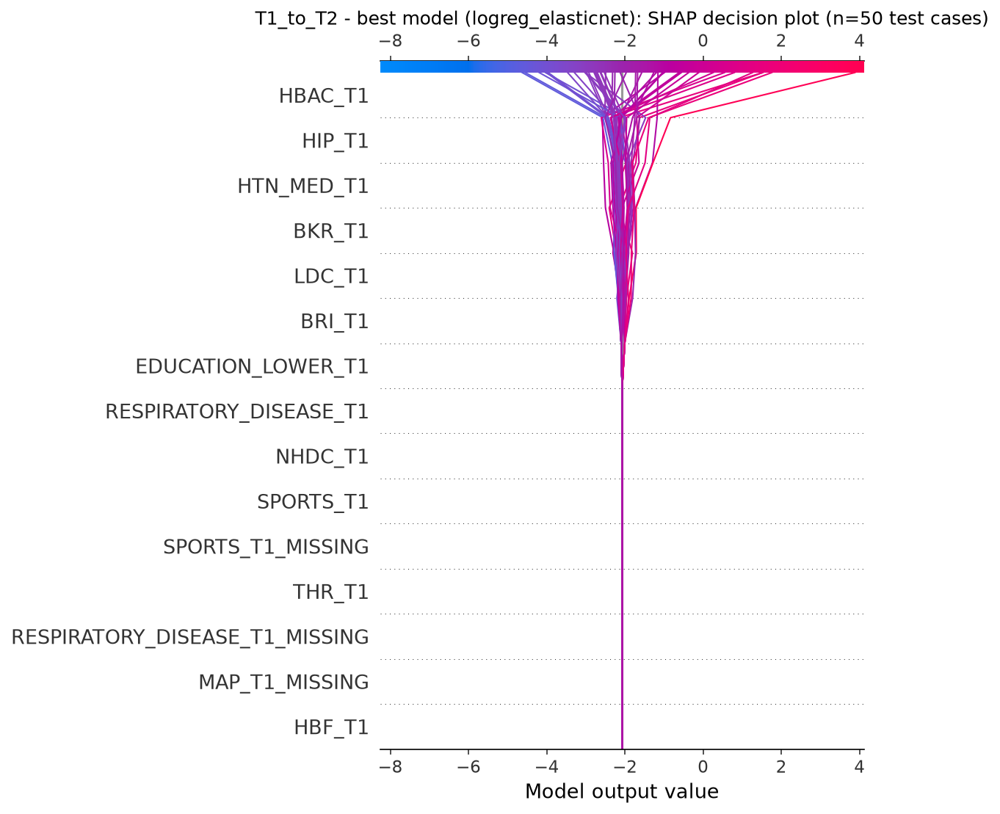 T1_to_T2 - best model (logreg_elasticnet): SHAP decision plot (n=50 test cases)
−8 −6 −4 −2 0 2 4
HBAC_T1
HIP_T1
HTN_MED_T1
BKR_T1
LDC_T1
BRI_T1
EDUCATION_LOWER_T1
RESPIRATORY_DISEASE_T1
NHDC_T1
SPORTS_T1
SPORTS_T1_MISSING
THR_T1
RESPIRATORY_DISEASE_T1_MISSING
MAP_T1_MISSING
HBF_T1
−8 −6 −4 −2 0 2 4
Model output value